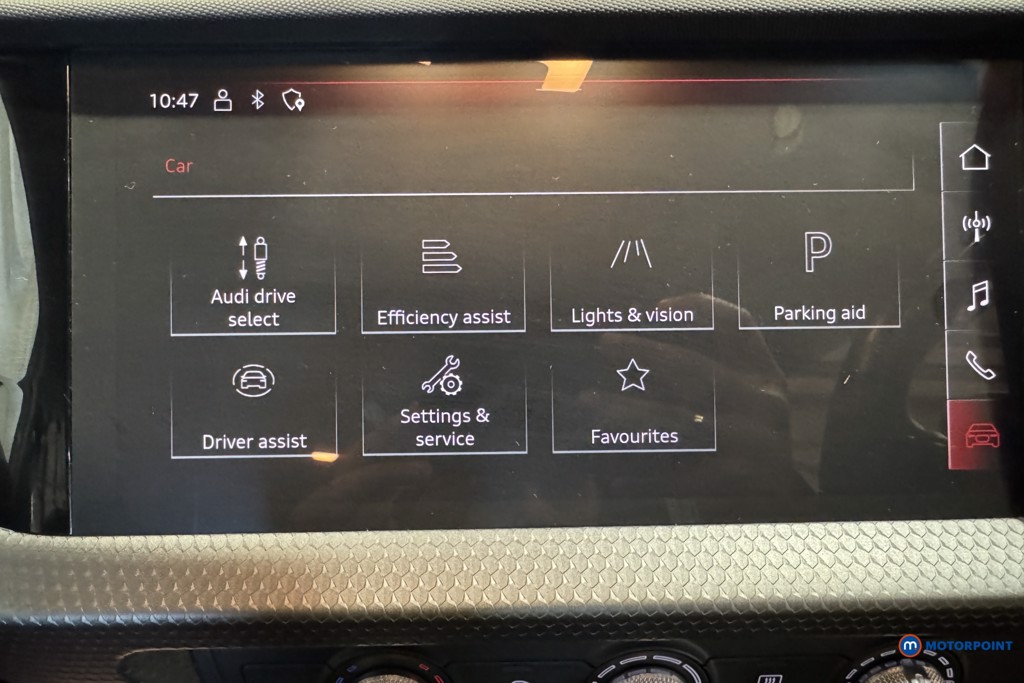 10:47
Car
Audi drive
select
Efficiency assist
Lights & vision
P
Parking aid
Driver assist
Settings &
service
Favourites
m MOTORPOINT